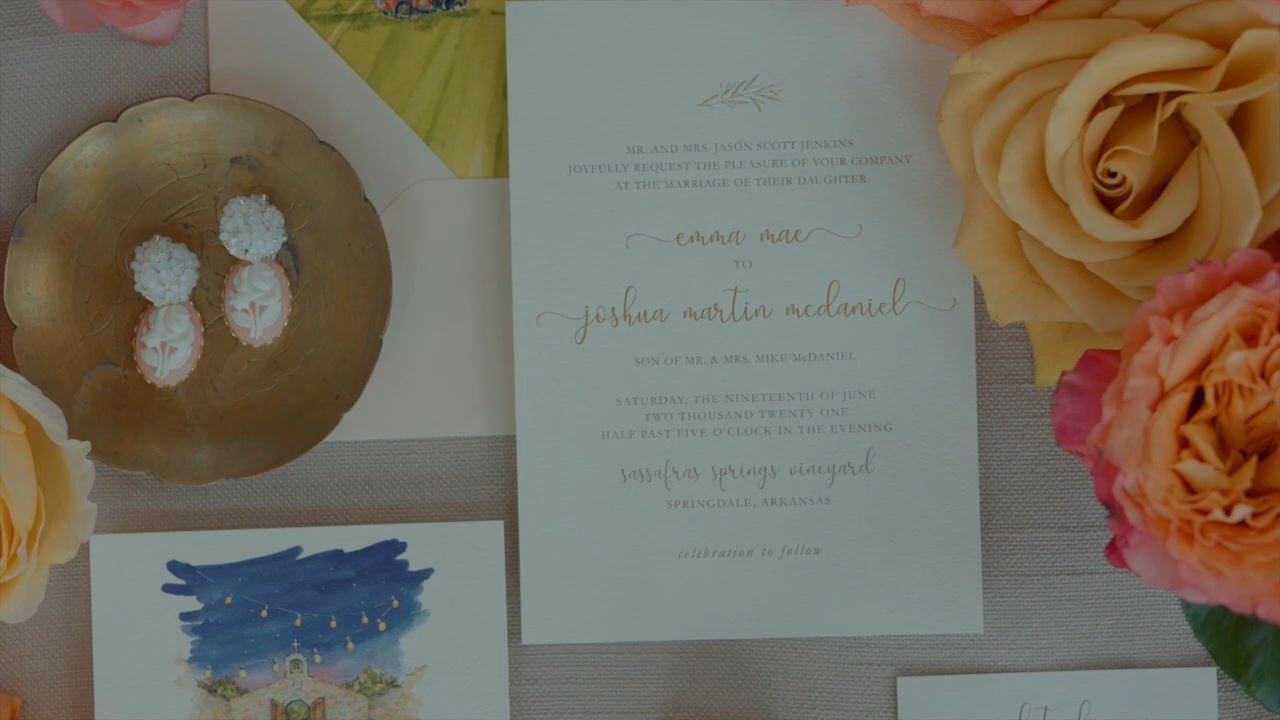 MR. AND MRS. JASON SCOTT JENKINS
JOYFULLY REQUEST THE PLEASURE OF YOUR COMPANY
AT THE MARRIAGE OF THEIR DAUGHTER
emma mae
TO
joshua martin mcdaniel
SON OF MR. & MRS. MIKE McDANIEL
SATURDAY, THE NINETEENTH OF JUNE
TWO THOUSAND TWENTY ONE
HALF PAST FIVE O'CLOCK IN THE EVENING
sassafras springs vineyard
SPRINGDALE, ARKANSAS
celebration to follow